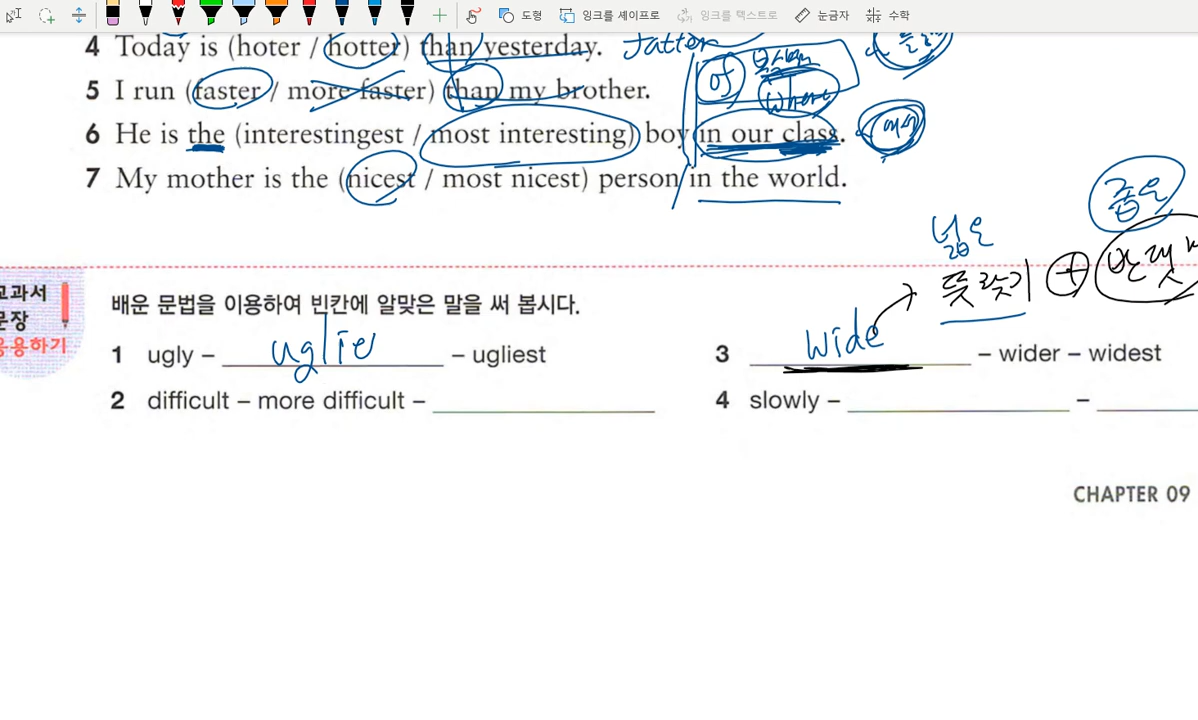 도형 잉크를 셰이프로 잉크를 텍스트로 눈금자 수학
4 Today is (hoter / hotter) than yesterday.
of
where
5 I run (faster / more faster) than my brother.
6 He is the (interestingest / most interesting) boy in our class.
7 My mother is the (nicest / most nicest) person in the world.
좁은
넓은
뜻 찾기 +
교과서
문장
응용하기
배운 문법을 이용하여 빈칸에 알맞은 말을 써 봅시다.
1 ugly – uglier – ugliest
2 difficult – more difficult –
3 wide – wider – widest
4 slowly – –
CHAPTER 09